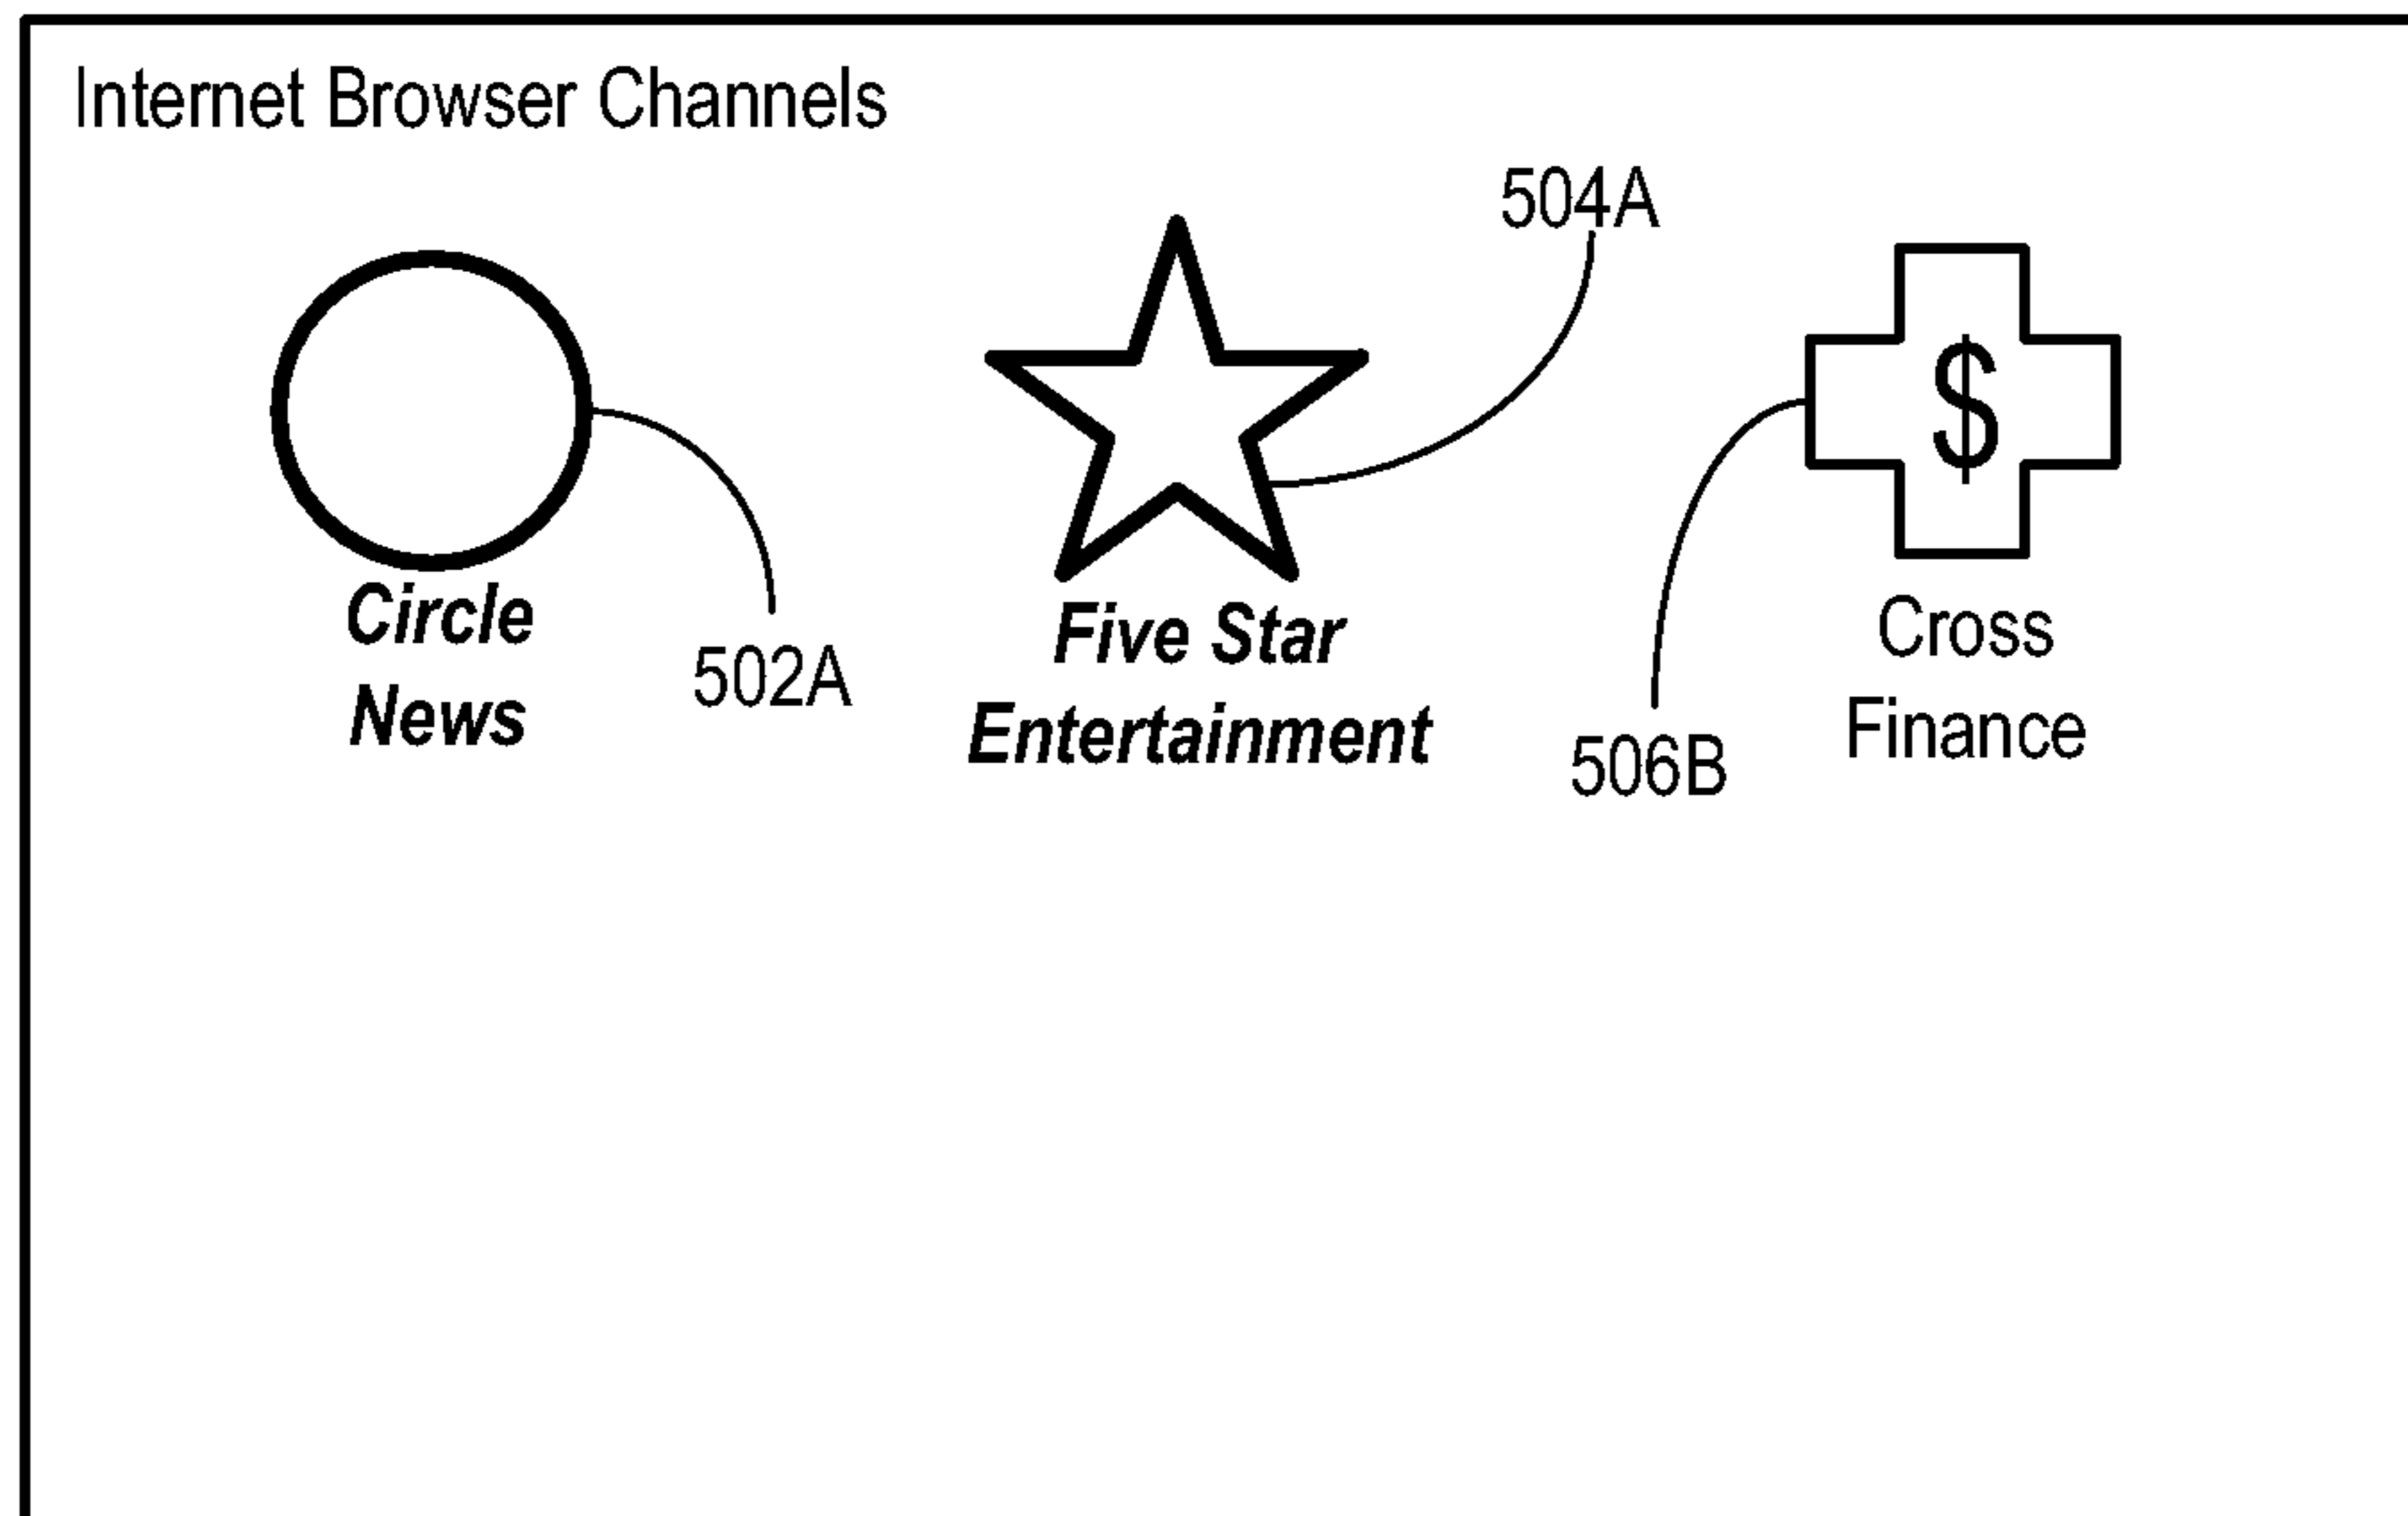 Internet Browser Channels
504A
$
Circle
News
502A
Five Star
Entertainment
506B
Cross
Finance